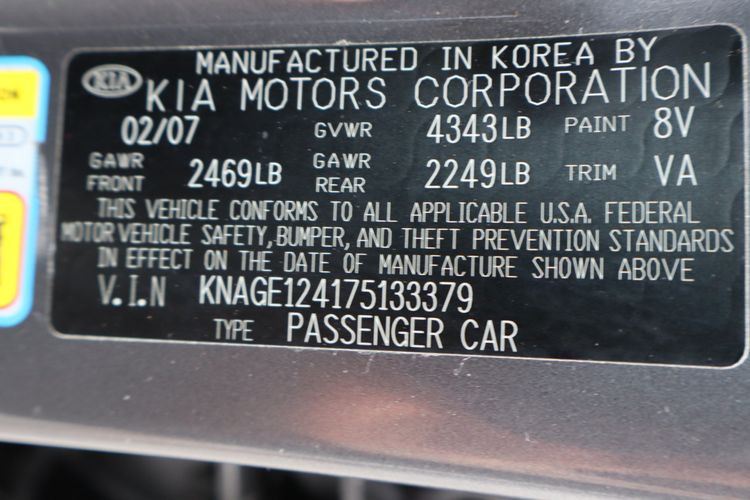 MANUFACTURED IN KOREA BY
KIA KIA MOTORS CORPORATION
02/07 GVWR 4343LB PAINT 8V
GAWR FRONT 2469LB GAWR REAR 2249LB TRIM VA
THIS VEHICLE CONFORMS TO ALL APPLICABLE U.S.A. FEDERAL
MOTOR VEHICLE SAFETY, BUMPER, AND THEFT PREVENTION STANDARDS
IN EFFECT ON THE DATE OF MANUFACTURE SHOWN ABOVE
V.I.N KNAGE124175133379
TYPE PASSENGER CAR